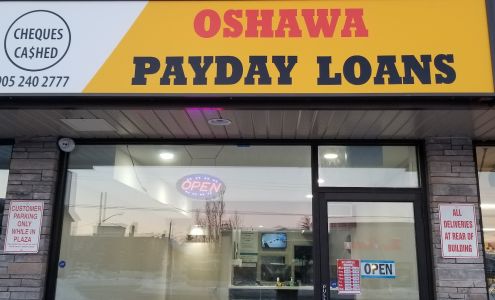 CHEQUES
CA$HED
905 240 2777
OSHAWA
PAYDAY LOANS
OPEN
CUSTOMER
PARKING
ONLY
WHILE IN
PLAZA
ALL
DELIVERIES
AT REAR OF
BUILDING
OPEN